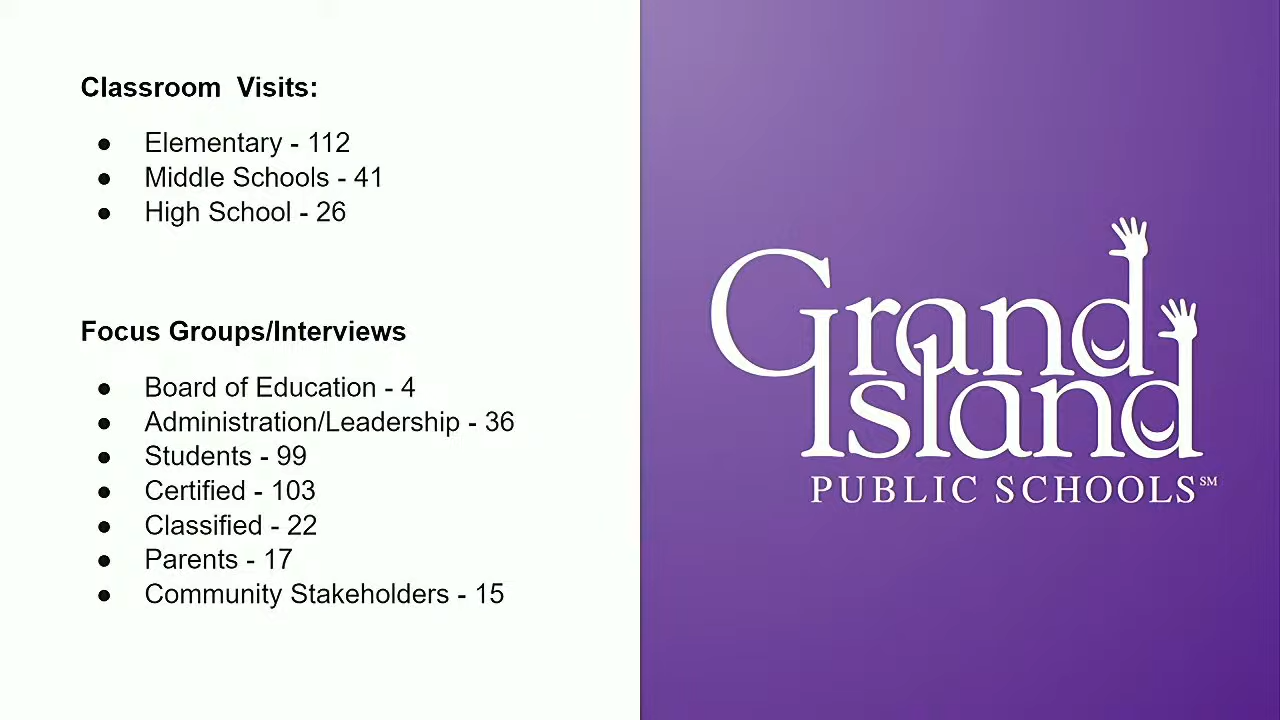 Classroom Visits:
● Elementary - 112
● Middle Schools - 41
● High School - 26
Focus Groups/Interviews
● Board of Education - 4
● Administration/Leadership - 36
● Students - 99
● Certified - 103
● Classified - 22
● Parents - 17
● Community Stakeholders - 15
Grand
Island
PUBLIC SCHOOLS℠